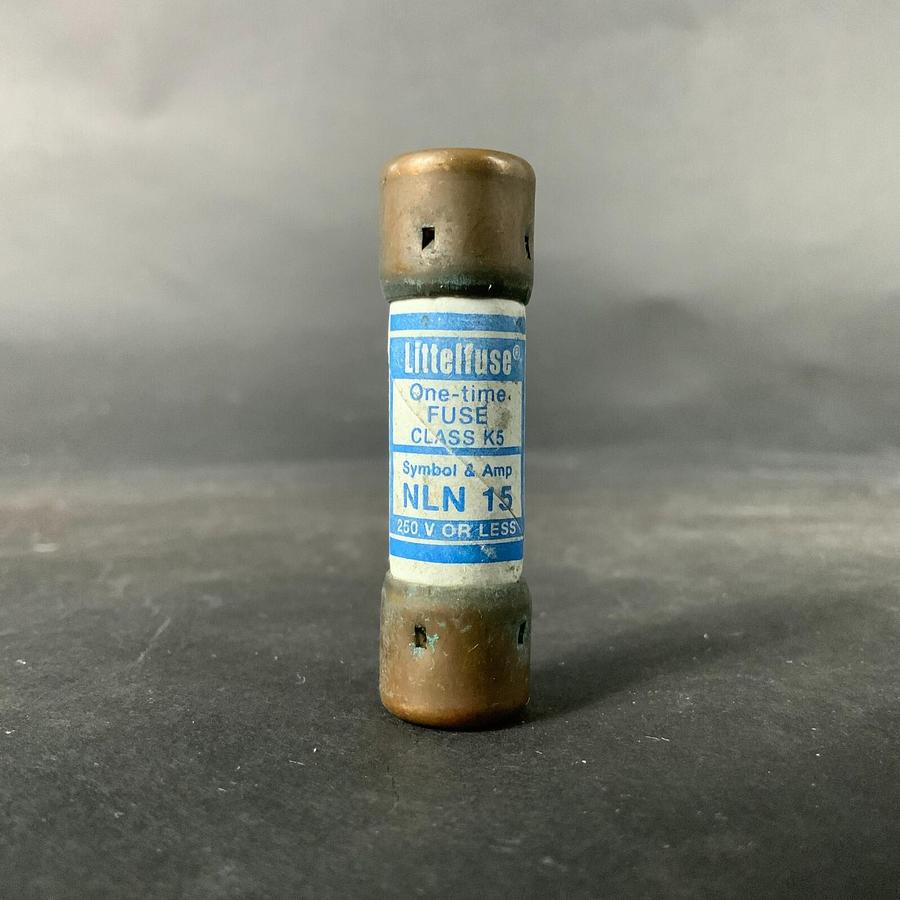 Littelfuse®
One-time
FUSE
CLASS K5
Symbol & Amp
NLN 15
250 V OR LESS